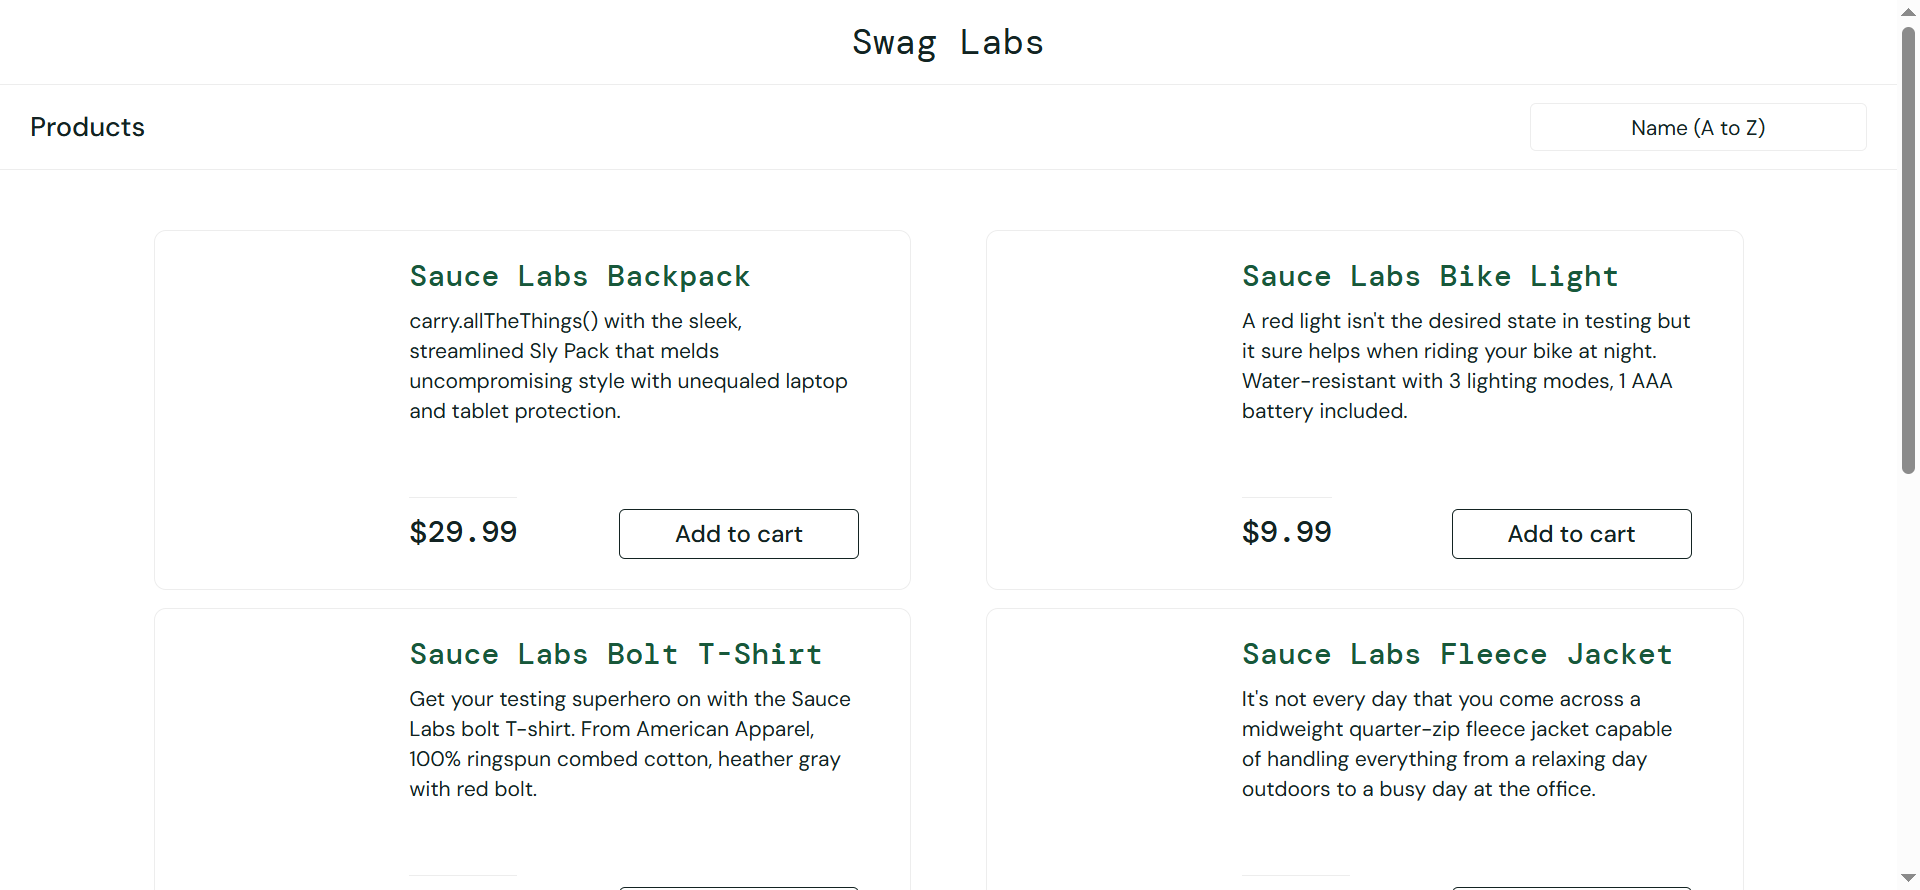 Swag Labs
Products
Name (A to Z)
Sauce Labs Backpack
carry.allTheThings() with the sleek,
streamlined Sly Pack that melds
uncompromising style with unequaled laptop
and tablet protection.
$29.99
Add to cart
Sauce Labs Bike Light
A red light isn't the desired state in testing but
it sure helps when riding your bike at night.
Water-resistant with 3 lighting modes, 1 AAA
battery included.
$9.99
Add to cart
Sauce Labs Bolt T-Shirt
Get your testing superhero on with the Sauce
Labs bolt T-shirt. From American Apparel,
100% ringspun combed cotton, heather gray
with red bolt.
Sauce Labs Fleece Jacket
It's not every day that you come across a
midweight quarter-zip fleece jacket capable
of handling everything from a relaxing day
outdoors to a busy day at the office.